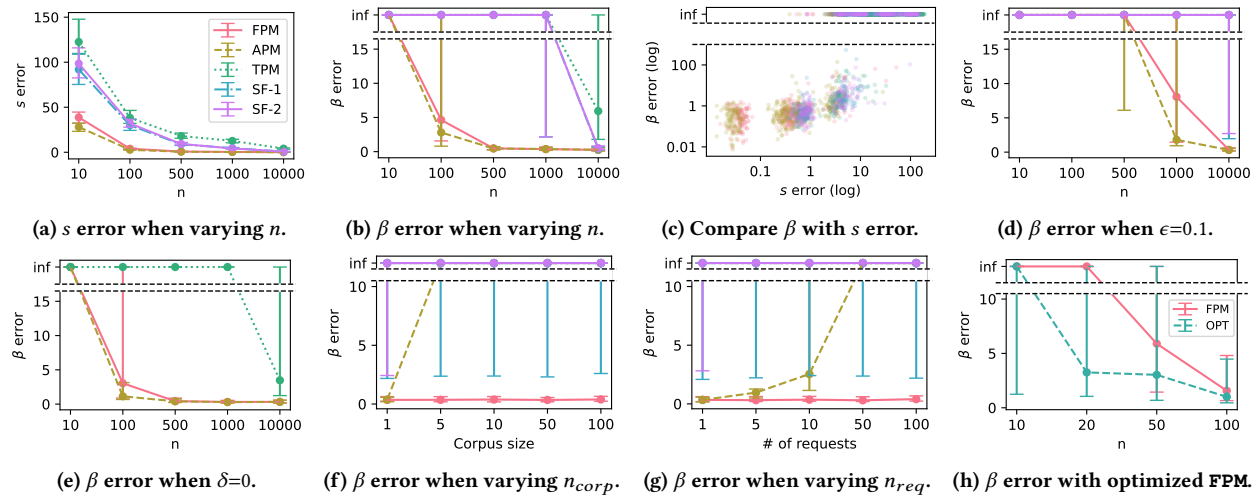 150
100
50
0
s error
10 100 500 1000 10000
n
FPM
APM
TPM
SF-1
SF-2
(a) s error when varying n.
inf
15
10
5
0
β error
10 100 500 1000 10000
n
(b) β error when varying n.
inf
100
1
0.01
β error (log)
0.1 1 10 100
s error (log)
(c) Compare β with s error.
inf
15
10
5
0
β error
10 100 500 1000 10000
n
(d) β error when ϵ=0.1.
inf
15
10
5
0
β error
10 100 500 1000 10000
n
(e) β error when δ=0.
inf
10
5
0
β error
1 5 10 50 100
Corpus size
(f) β error when varying n_corp.
inf
10
5
0
β error
1 5 10 50 100
# of requests
(g) β error when varying n_req.
inf
10
5
0
β error
10 20 50 100
n
FPM
OPT
(h) β error with optimized FPM.